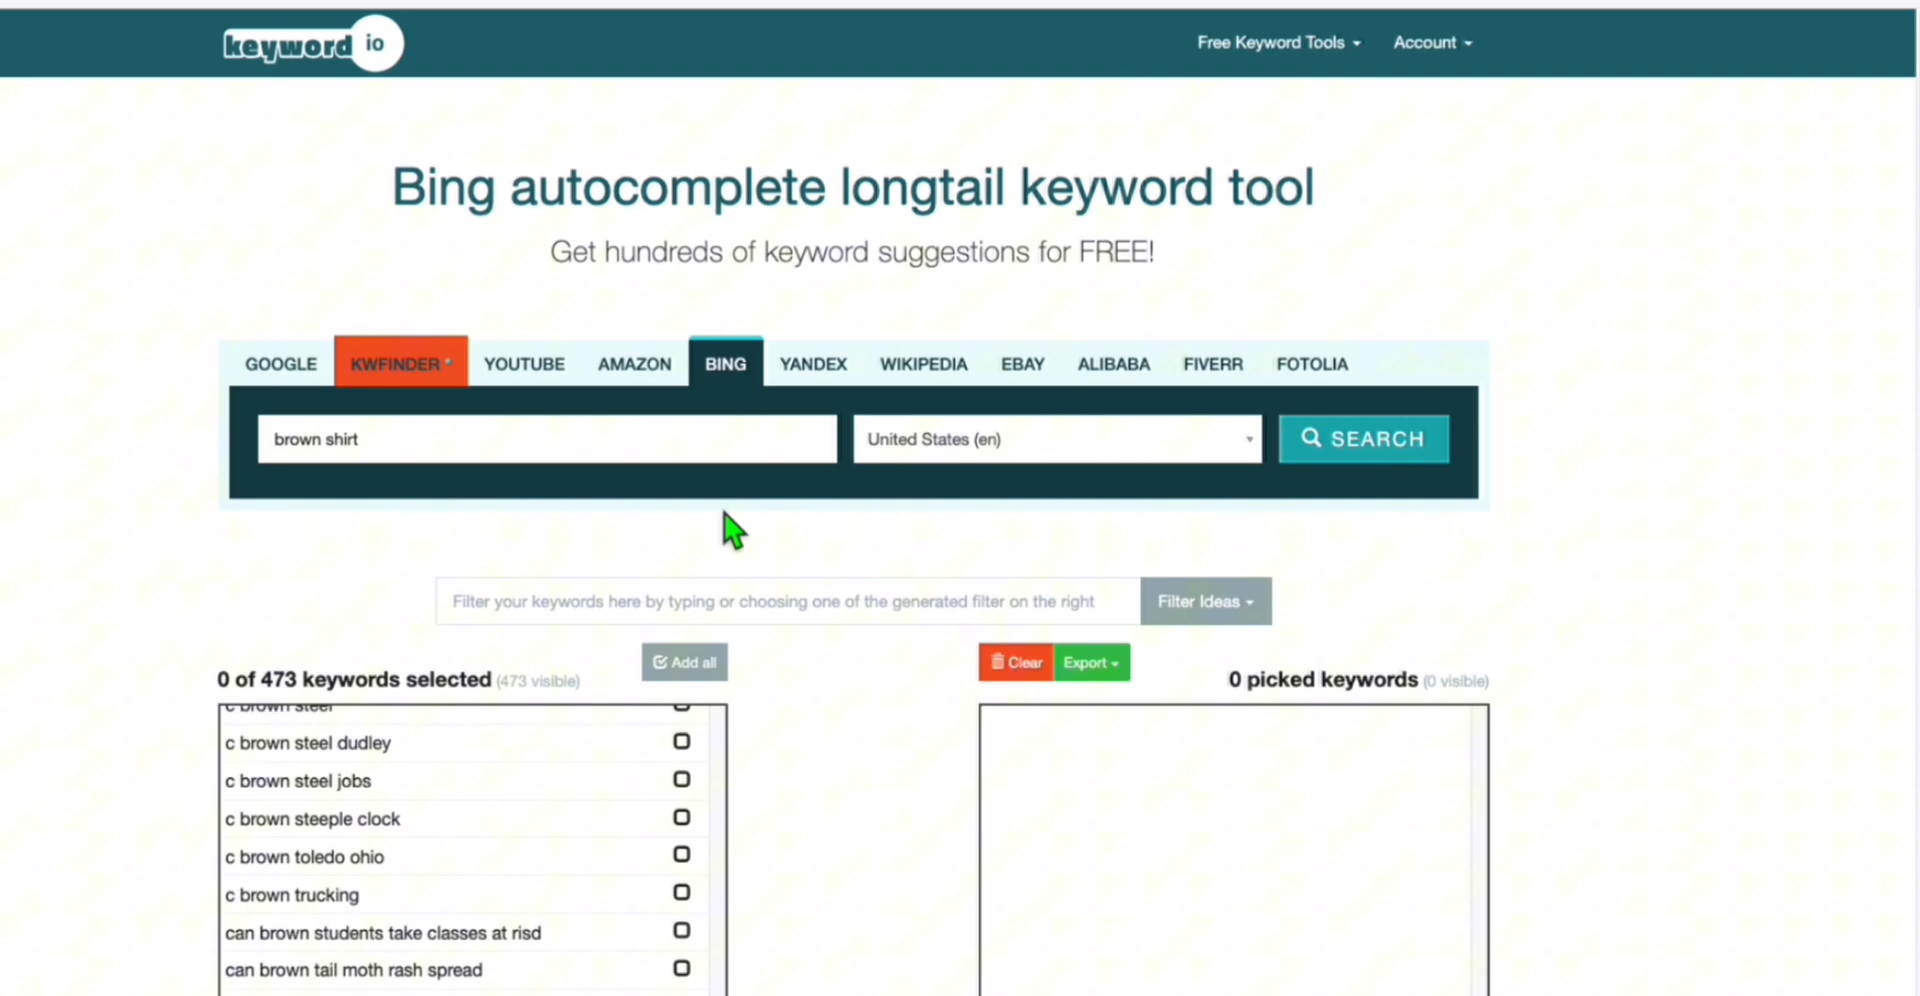 keyword io
Free Keyword Tools
Account
Bing autocomplete longtail keyword tool
Get hundreds of keyword suggestions for FREE!
GOOGLE KWFINDER YOUTUBE AMAZON BING YANDEX WIKIPEDIA EBAY ALIBABA FIVERR FOTOLIA
brown shirt
United States (en)
SEARCH
Filter your keywords here by typing or choosing one of the generated filter on the right
Filter Ideas
0 of 473 keywords selected (473 visible)
Add all
Clear
Export
0 picked keywords (0 visible)
c brown steel
c brown steel dudley
c brown steel jobs
c brown steeple clock
c brown toledo ohio
c brown trucking
can brown students take classes at risd
can brown tail moth rash spread